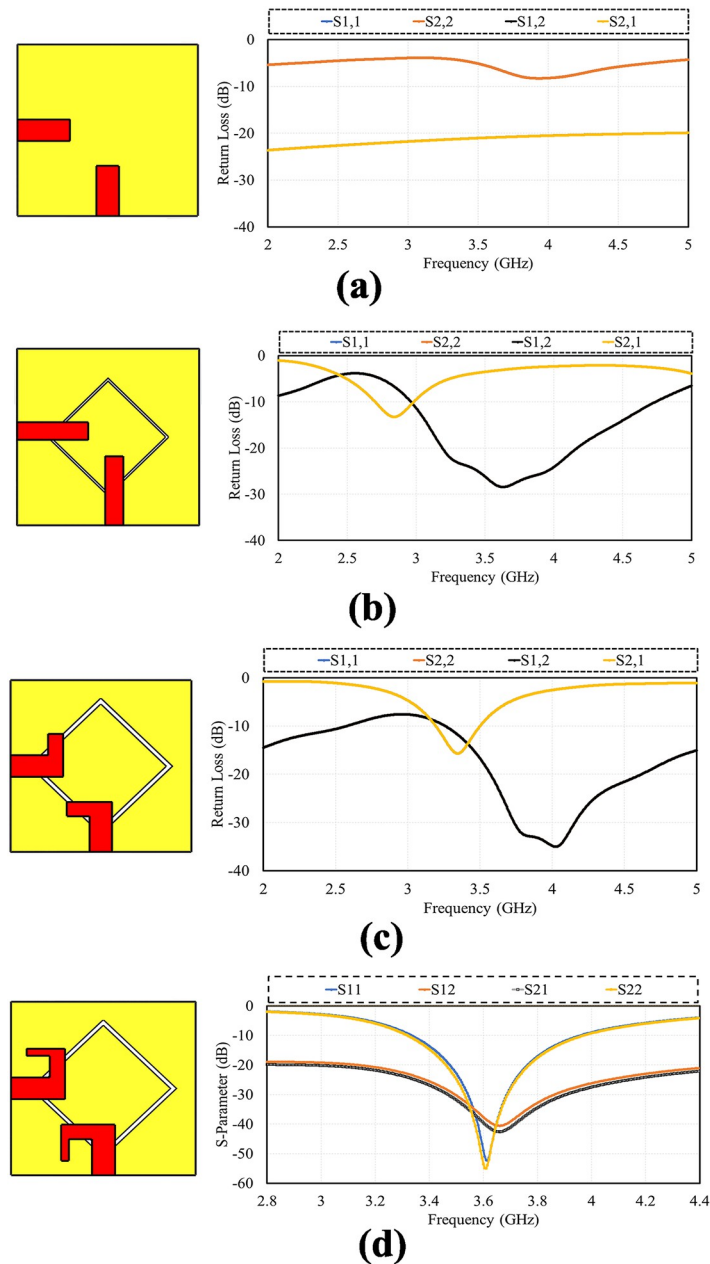 S1,1 S2,2 S1,2 S2,1
0
-10
-20
-30
-40
Return Loss (dB)
2 2.5 3 3.5 4 4.5 5
Frequency (GHz)
(a)
S1,1 S2,2 S1,2 S2,1
0
-10
-20
-30
-40
Return Loss (dB)
2 2.5 3 3.5 4 4.5 5
Frequency (GHz)
(b)
S1,1 S2,2 S1,2 S2,1
0
-10
-20
-30
-40
Return Loss (dB)
2 2.5 3 3.5 4 4.5 5
Frequency (GHz)
(c)
S11 S12 S21 S22
0
-10
-20
-30
-40
-50
-60
S-Parameter (dB)
2.8 3 3.2 3.4 3.6 3.8 4 4.2 4.4
Frequency (GHz)
(d)